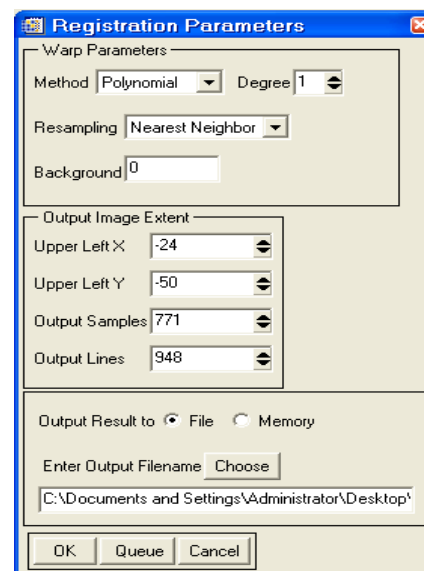 Registration Parameters
Warp Parameters
Method Polynomial Degree 1
Resampling Nearest Neighbor
Background 0
Output Image Extent
Upper Left X -24
Upper Left Y -50
Output Samples 771
Output Lines 948
Output Result to File Memory
Enter Output Filename Choose
C:\Documents and Settings\Administrator\Desktop\
OK Queue Cancel